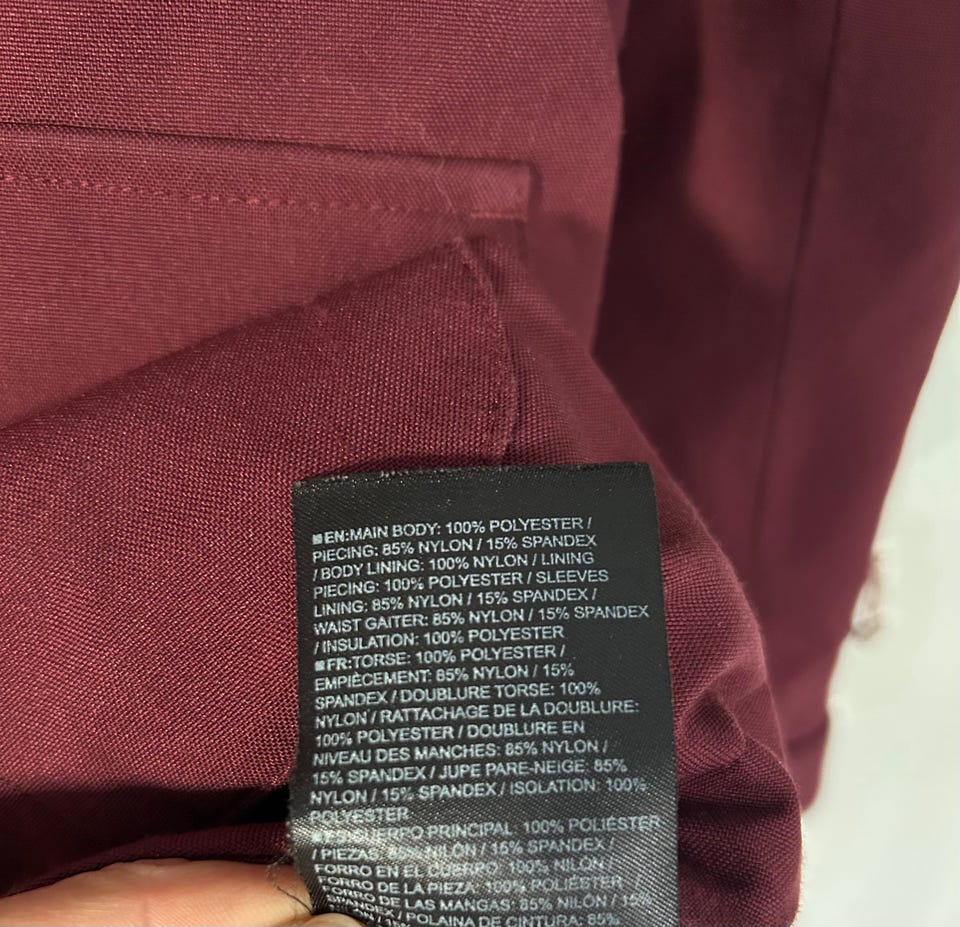 ■EN:MAIN BODY: 100% POLYESTER /
PIECING: 85% NYLON / 15% SPANDEX
/ BODY LINING: 100% NYLON / LINING
PIECING: 100% POLYESTER / SLEEVES
LINING: 85% NYLON / 15% SPANDEX /
WAIST GAITER: 85% NYLON / 15% SPANDEX
/ INSULATION: 100% POLYESTER
■FR:TORSE: 100% POLYESTER /
EMPIÈCEMENT: 85% NYLON / 15%
SPANDEX / DOUBLURE TORSE: 100%
NYLON / RATTACHAGE DE LA DOUBLURE:
100% POLYESTER / DOUBLURE EN
NIVEAU DES MANCHES: 85% NYLON /
15% SPANDEX / JUPE PARE-NEIGE: 85%
NYLON / 15% SPANDEX / ISOLATION: 100%
POLYESTER
■ES:CUERPO PRINCIPAL: 100% POLIÉSTER
/ PIEZAS: 85% NILÓN / 15% SPANDEX /
FORRO EN EL CUERPO: 100% NILÓN /
FORRO DE LA PIEZA: 100% POLIÉSTER
FORRO DE LAS MANGAS: 85% NILÓN / 15%
SPANDEX / POLAINA DE CINTURA: 85%
15%